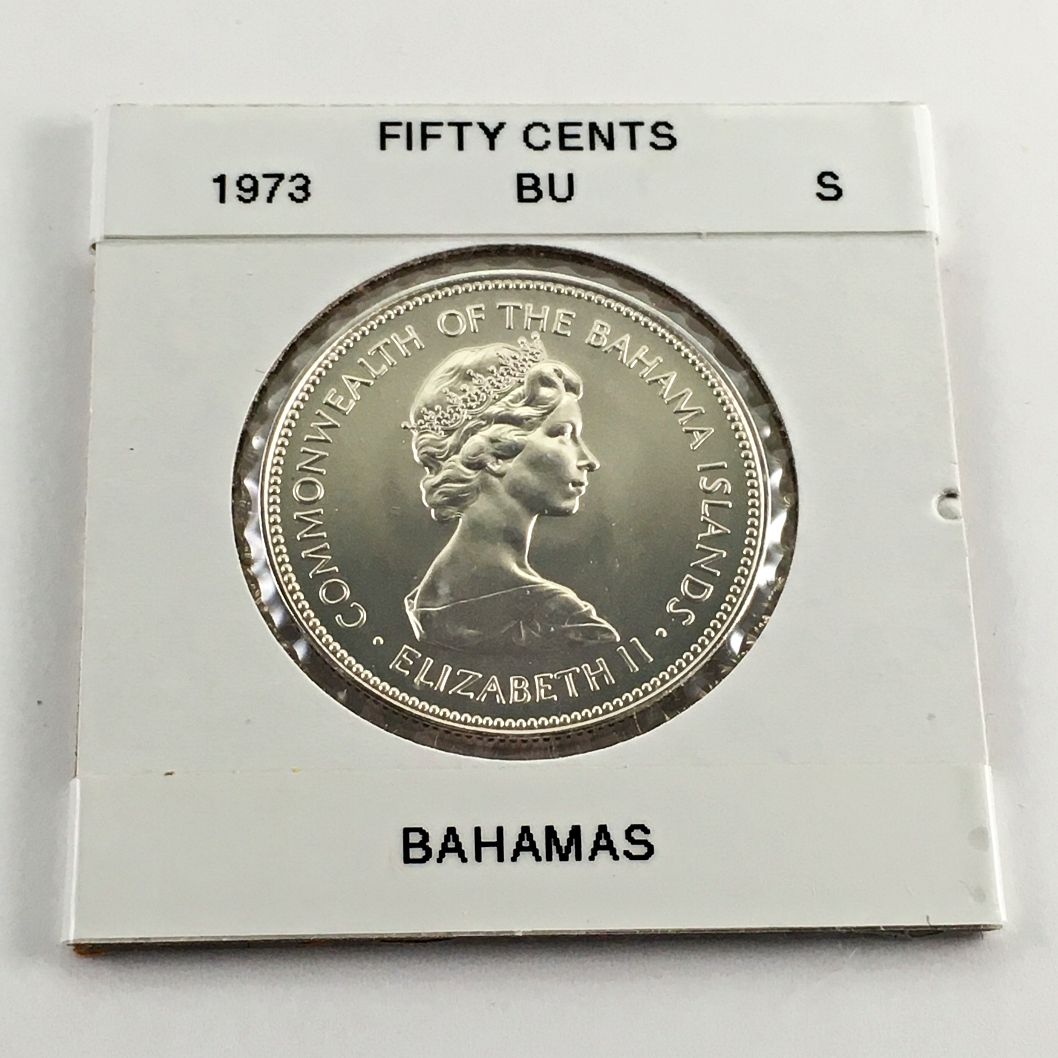 FIFTY CENTS
1973 BU S
COMMONWEALTH OF THE BAHAMA ISLANDS
• ELIZABETH II •
BAHAMAS